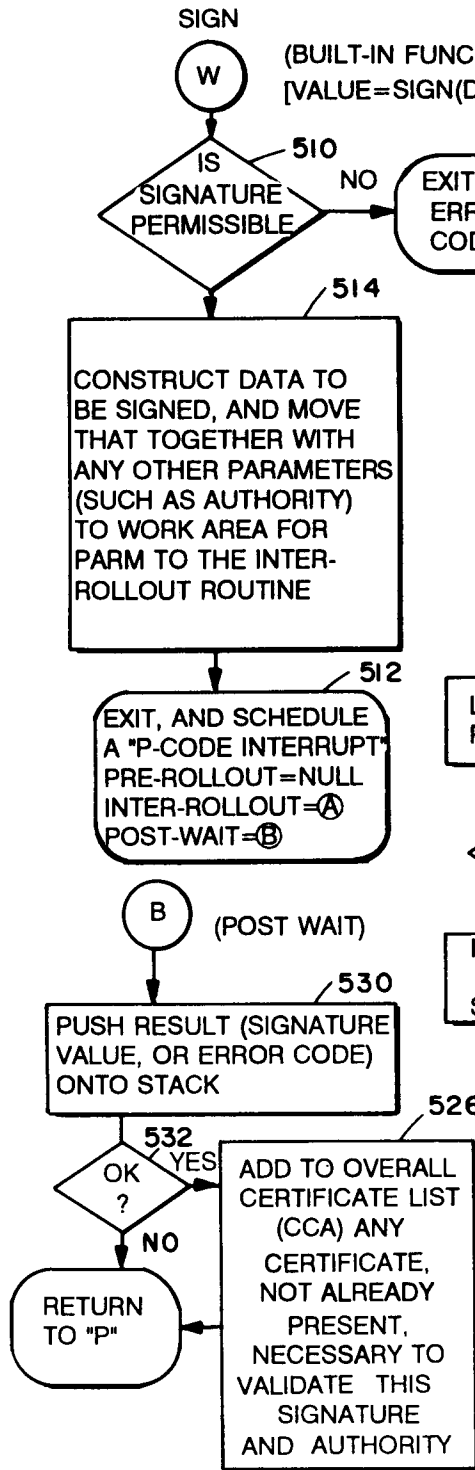 SIGN
W
(BUILT-IN FUNC
[VALUE=SIGN(D
510
IS
SIGNATURE
PERMISSIBLE
NO
EXIT
ERR
COD
514
CONSTRUCT DATA TO
BE SIGNED, AND MOVE
THAT TOGETHER WITH
ANY OTHER PARAMETERS
(SUCH AS AUTHORITY)
TO WORK AREA FOR
PARM TO THE INTER-
ROLLOUT ROUTINE
512
EXIT, AND SCHEDULE
A "P-CODE INTERRUPT"
PRE-ROLLOUT=NULL
INTER-ROLLOUT=Ⓐ
POST-WAIT=Ⓑ
B
(POST WAIT)
530
PUSH RESULT (SIGNATURE
VALUE, OR ERROR CODE)
ONTO STACK
532
OK
?
YES
NO
526
ADD TO OVERALL
CERTIFICATE LIST
(CCA) ANY
CERTIFICATE,
NOT ALREADY
PRESENT,
NECESSARY TO
VALIDATE THIS
SIGNATURE
AND AUTHORITY
RETURN
TO "P"